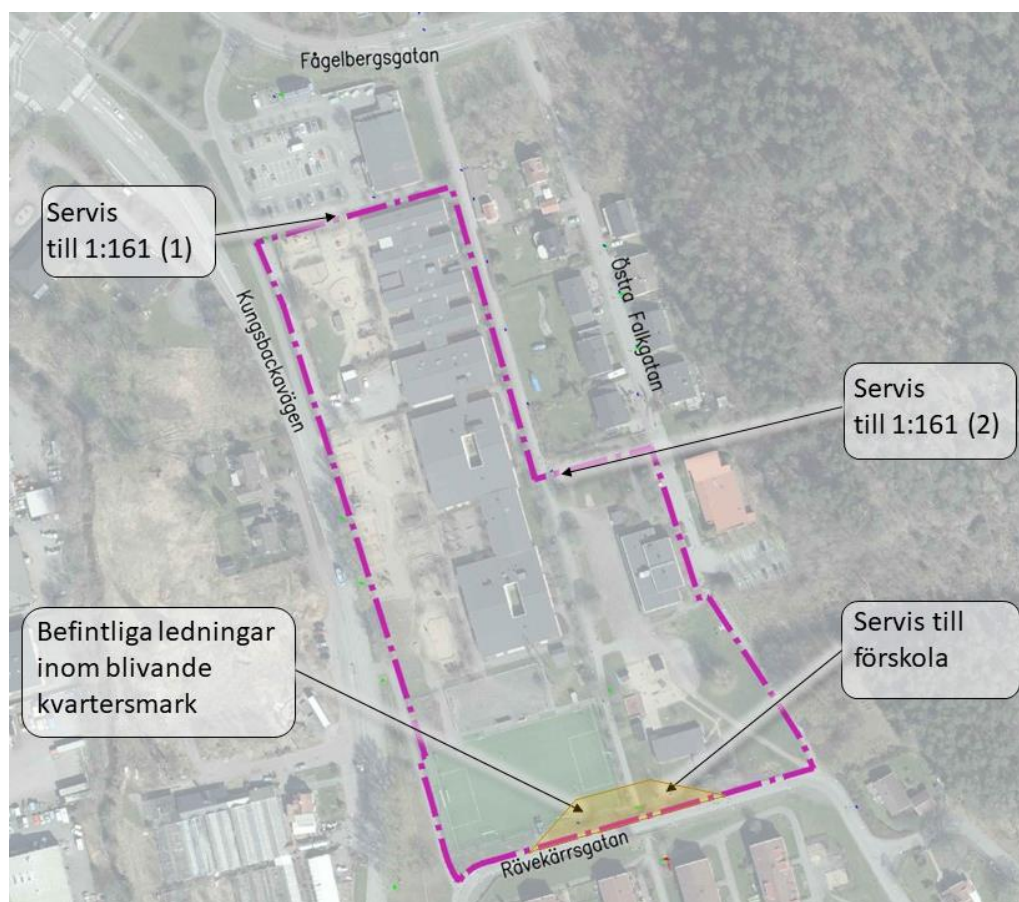 Fågelbergsgatan
Servis
till 1:161 (1)
Östra Falkgatan
Kungsbackavägen
Servis
till 1:161 (2)
Befintliga ledningar
inom blivande
kvartersmark
Servis till
förskola
Rävekärrsgatan